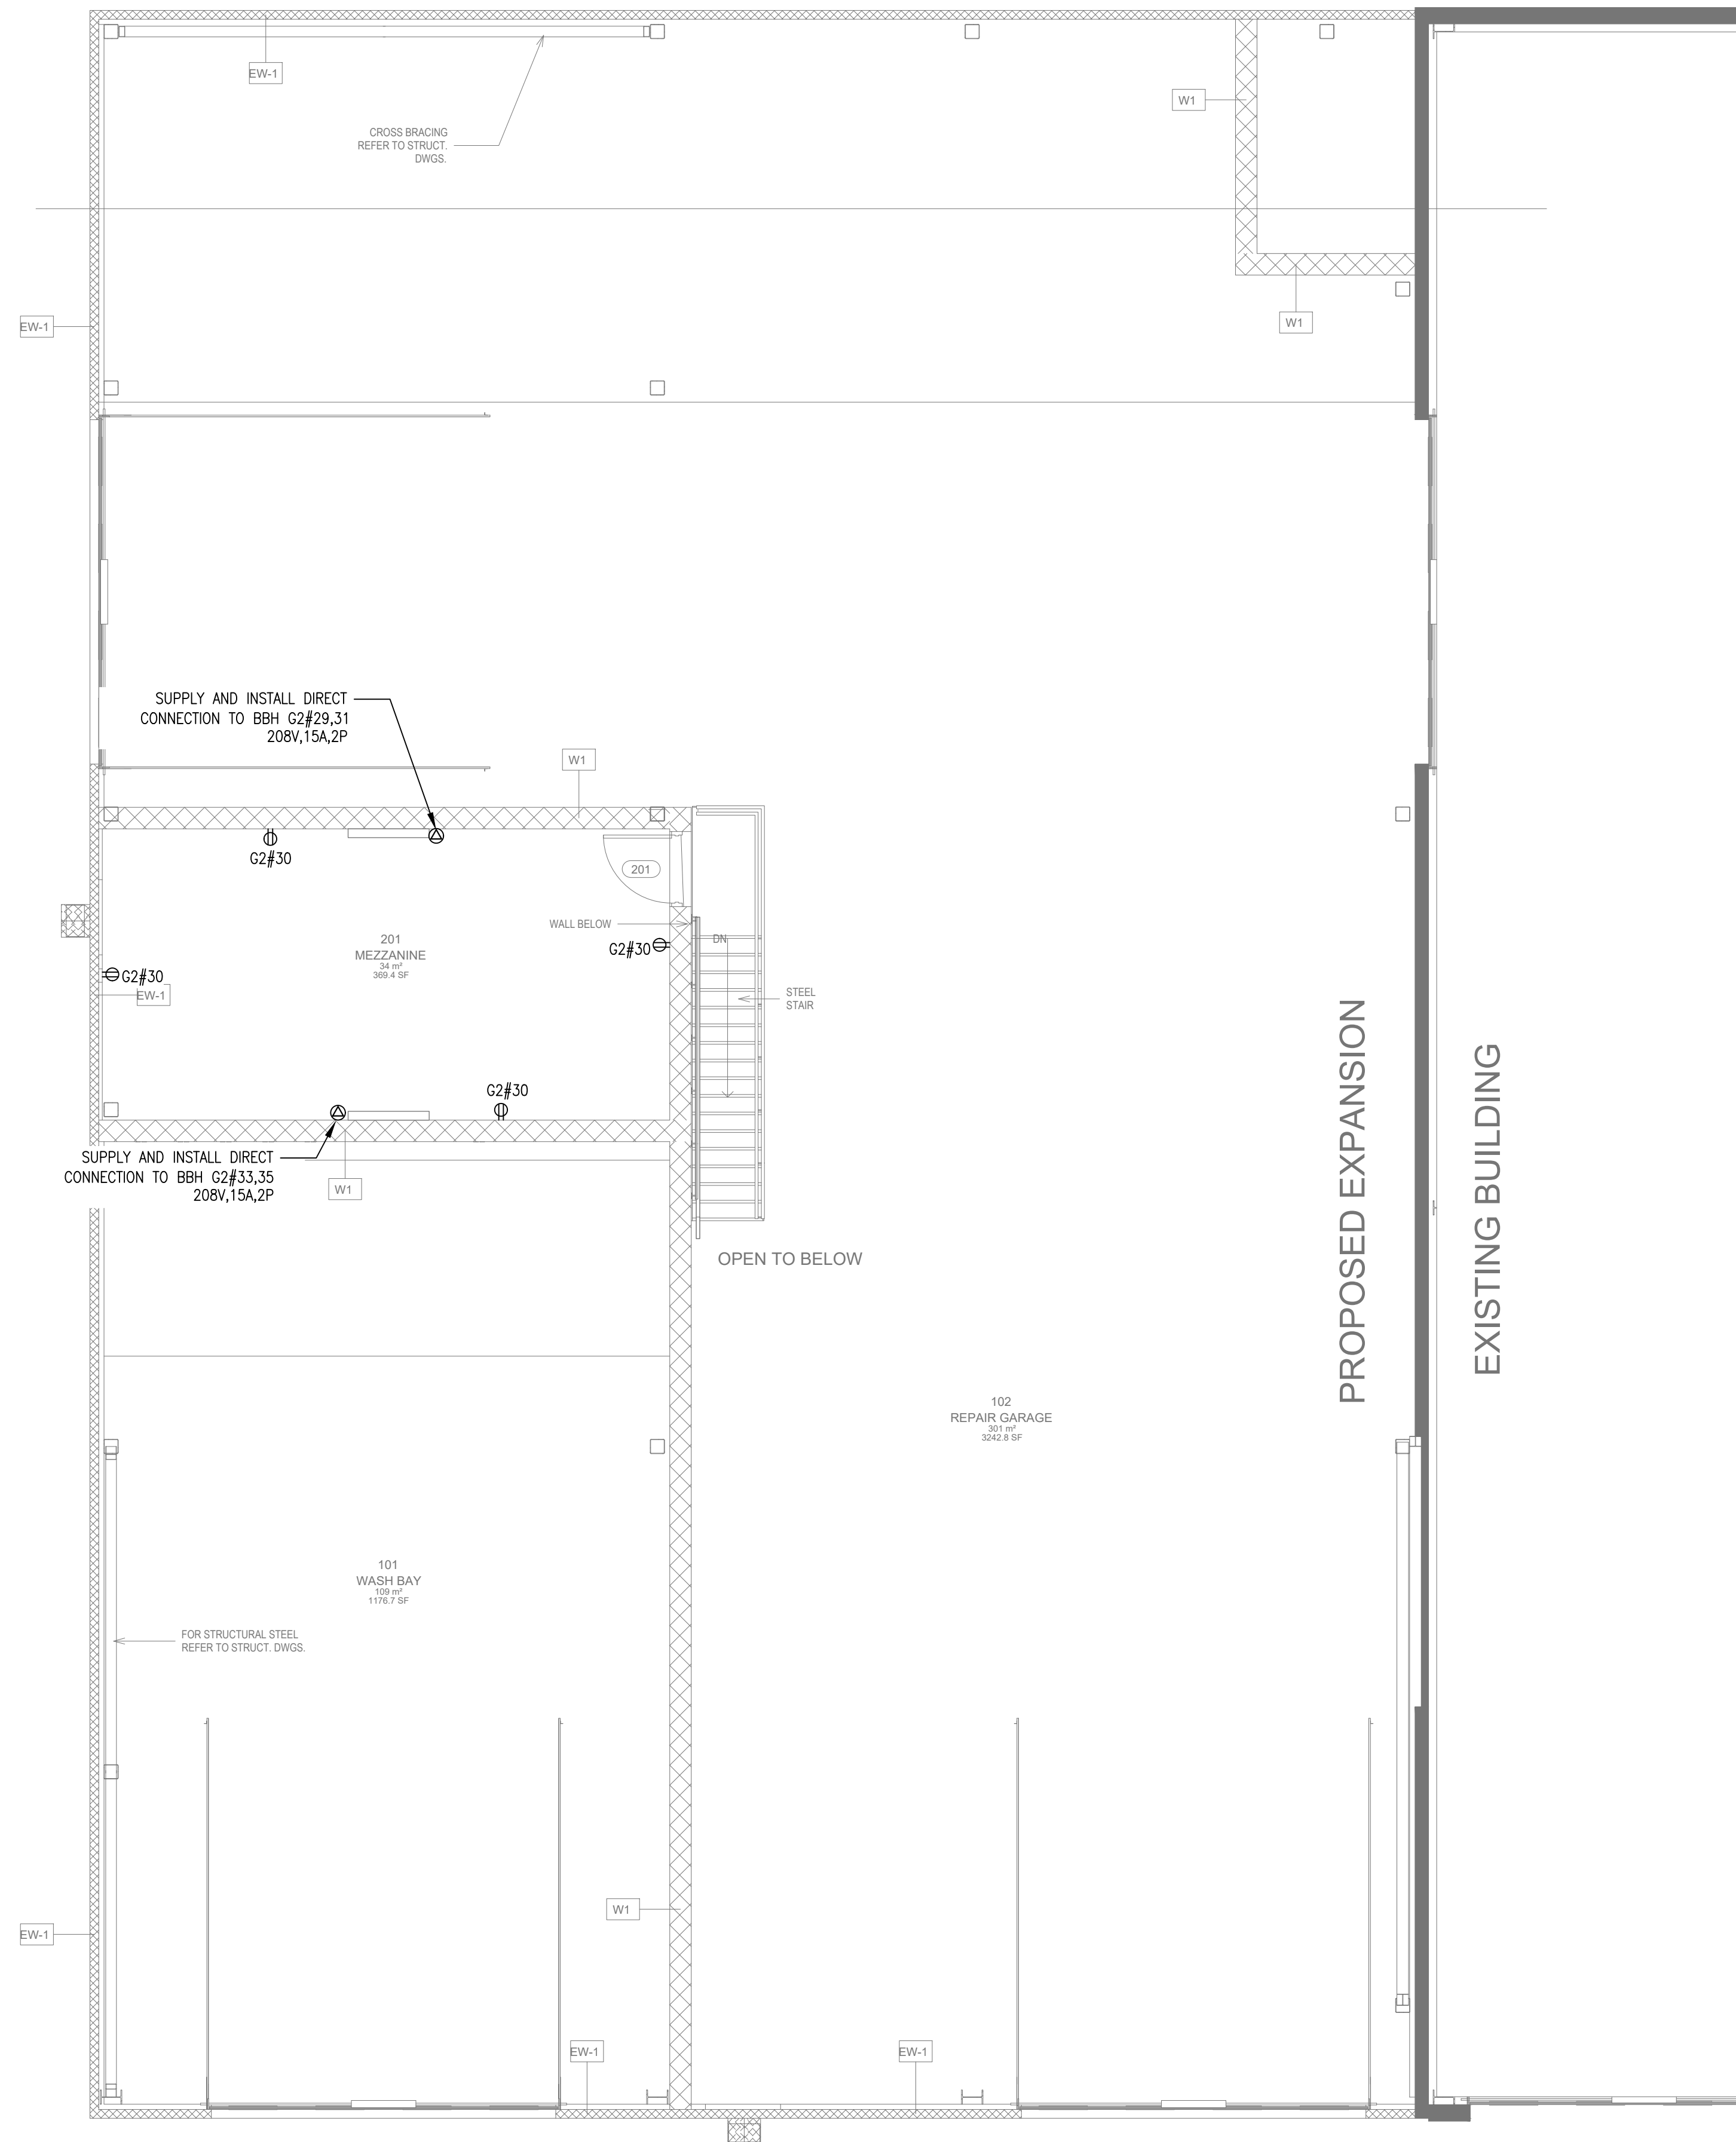 EW-1
W1
CROSS BRACING
REFER TO STRUCT.
DWGS.
EW-1
W1
SUPPLY AND INSTALL DIRECT
CONNECTION TO BBH G2#29,31
208V,15A,2P
W1
G2#30
201
WALL BELOW
201
MEZZANINE
34 m²
369.4 SF
G2#30
DN
G2#30
EW-1
STEEL
STAIR
G2#30
SUPPLY AND INSTALL DIRECT
CONNECTION TO BBH G2#33,35
208V,15A,2P
W1
OPEN TO BELOW
PROPOSED EXPANSION
EXISTING BUILDING
102
REPAIR GARAGE
301 m²
3242.8 SF
101
WASH BAY
109 m²
1176.7 SF
FOR STRUCTURAL STEEL
REFER TO STRUCT. DWGS.
W1
EW-1
EW-1
EW-1